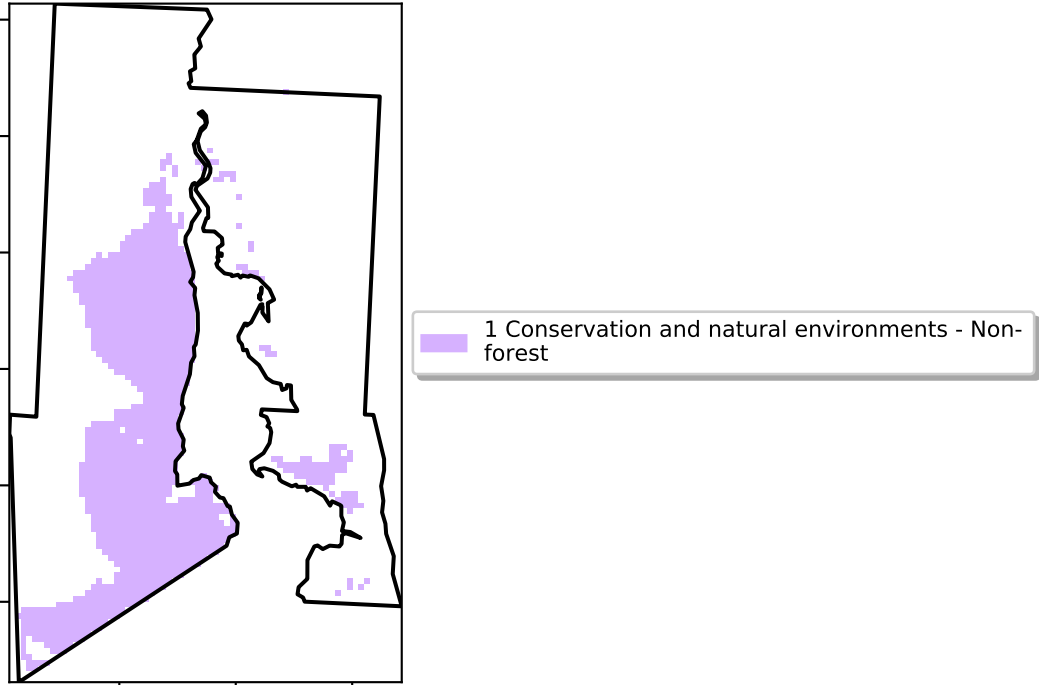 1 Conservation and natural environments - Non-
forest